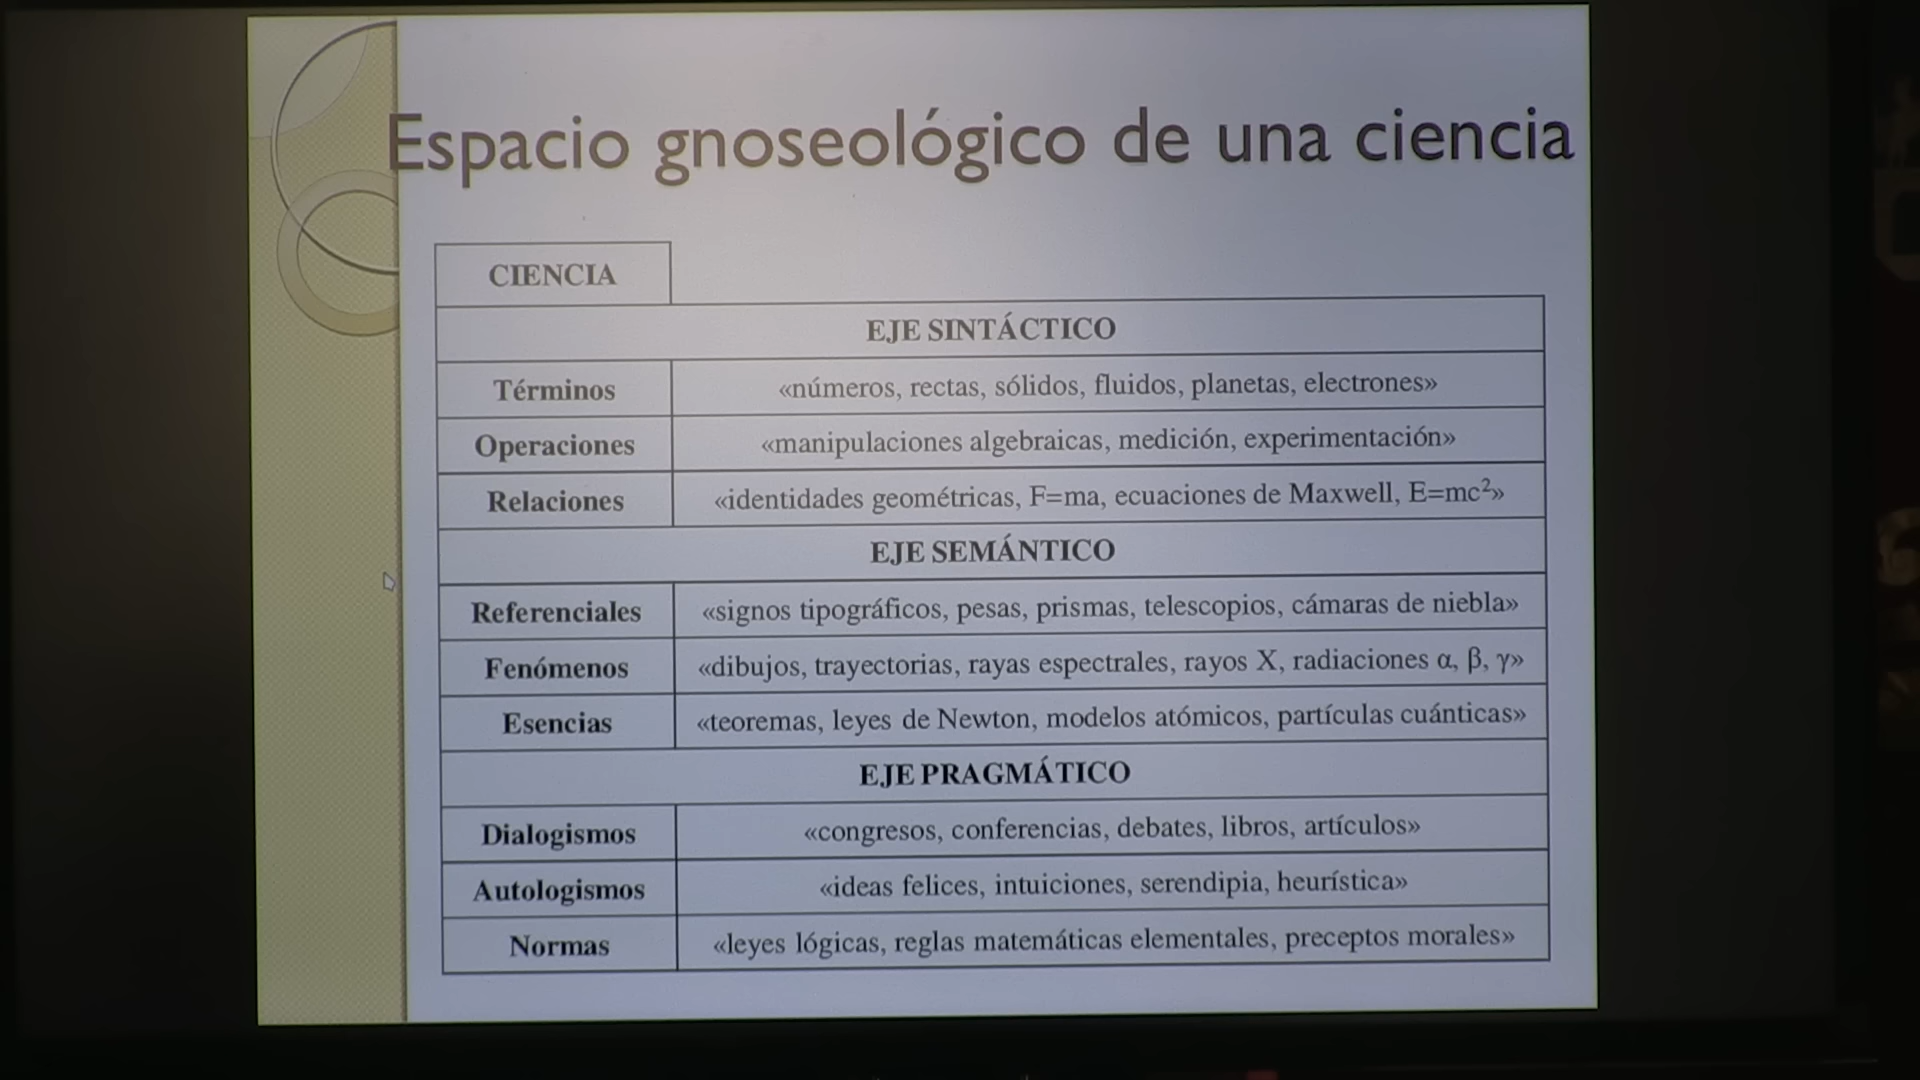 Espacio gnoseológico de una ciencia
CIENCIA
EJE SINTÁCTICO
Términos «números, rectas, sólidos, fluidos, planetas, electrones»
Operaciones «manipulaciones algebraicas, medición, experimentación»
Relaciones «identidades geométricas, F=ma, ecuaciones de Maxwell, E=mc²»
EJE SEMÁNTICO
Referenciales «signos tipográficos, pesas, prismas, telescopios, cámaras de niebla»
Fenómenos «dibujos, trayectorias, rayas espectrales, rayos X, radiaciones α, β, γ»
Esencias «teoremas, leyes de Newton, modelos atómicos, partículas cuánticas»
EJE PRAGMÁTICO
Dialogismos «congresos, conferencias, debates, libros, artículos»
Autologismos «ideas felices, intuiciones, serendipia, heurística»
Normas «leyes lógicas, reglas matemáticas elementales, preceptos morales»